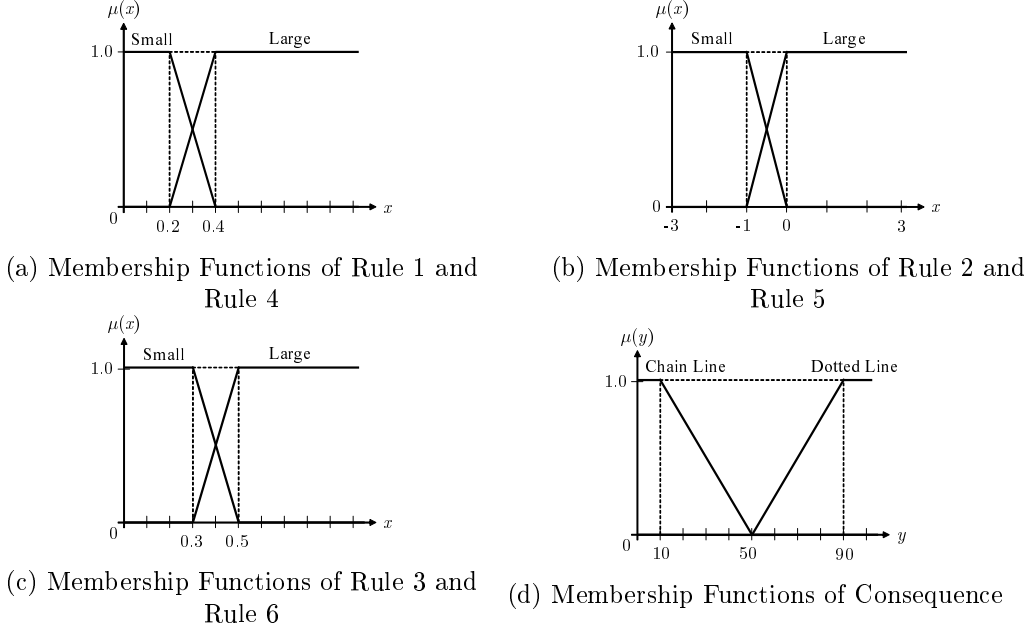 μ(x)
Small
Large
1.0
0
0.2
0.4
x
(a) Membership Functions of Rule 1 and
Rule 4
μ(x)
Small
Large
1.0
0
-3
-1
0
3
x
(b) Membership Functions of Rule 2 and
Rule 5
μ(x)
Small
Large
1.0
0
0.3
0.5
x
(c) Membership Functions of Rule 3 and
Rule 6
μ(y)
Chain Line
Dotted Line
1.0
0
10
50
90
y
(d) Membership Functions of Consequence